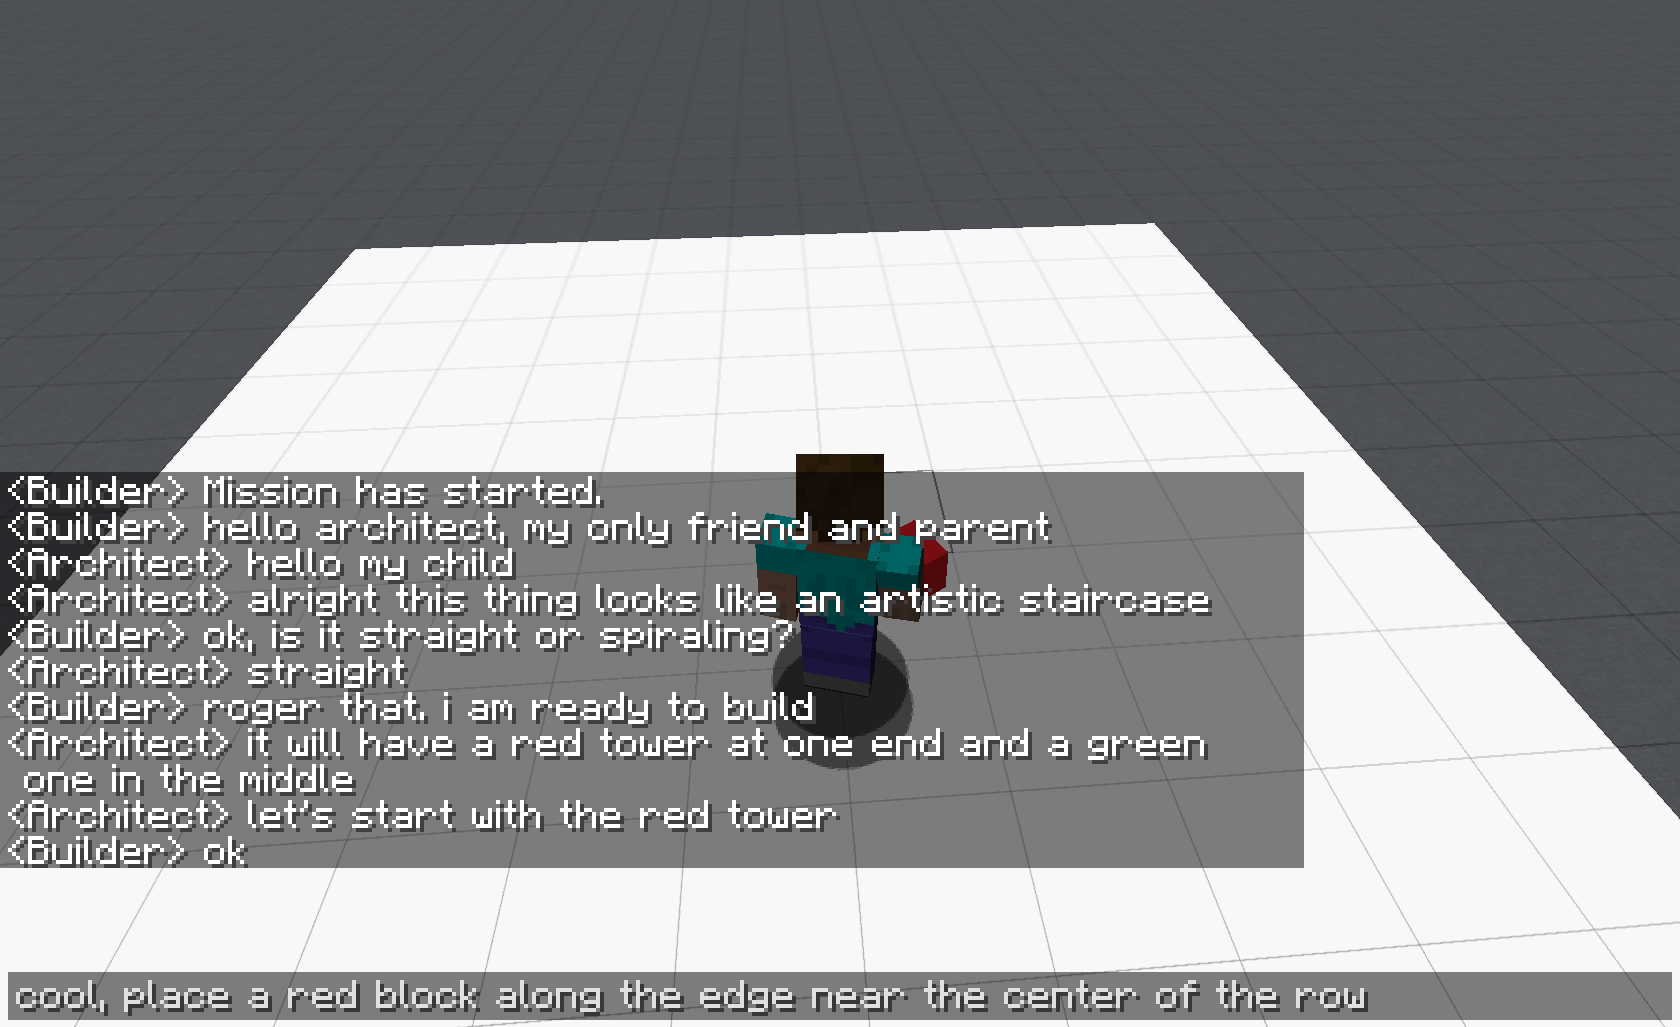 <Builder> Mission has started.
<Builder> hello architect, my only friend and parent
<Architect> hello my child
<Architect> alright this thing looks like an artistic staircase
<Builder> ok, is it straight or spiraling?
<Architect> straight
<Builder> roger that. i am ready to build
<Architect> it will have a red tower at one end and a green
one in the middle
<Architect> let's start with the red tower
<Builder> ok
cool, place a red block along the edge near the center of the row